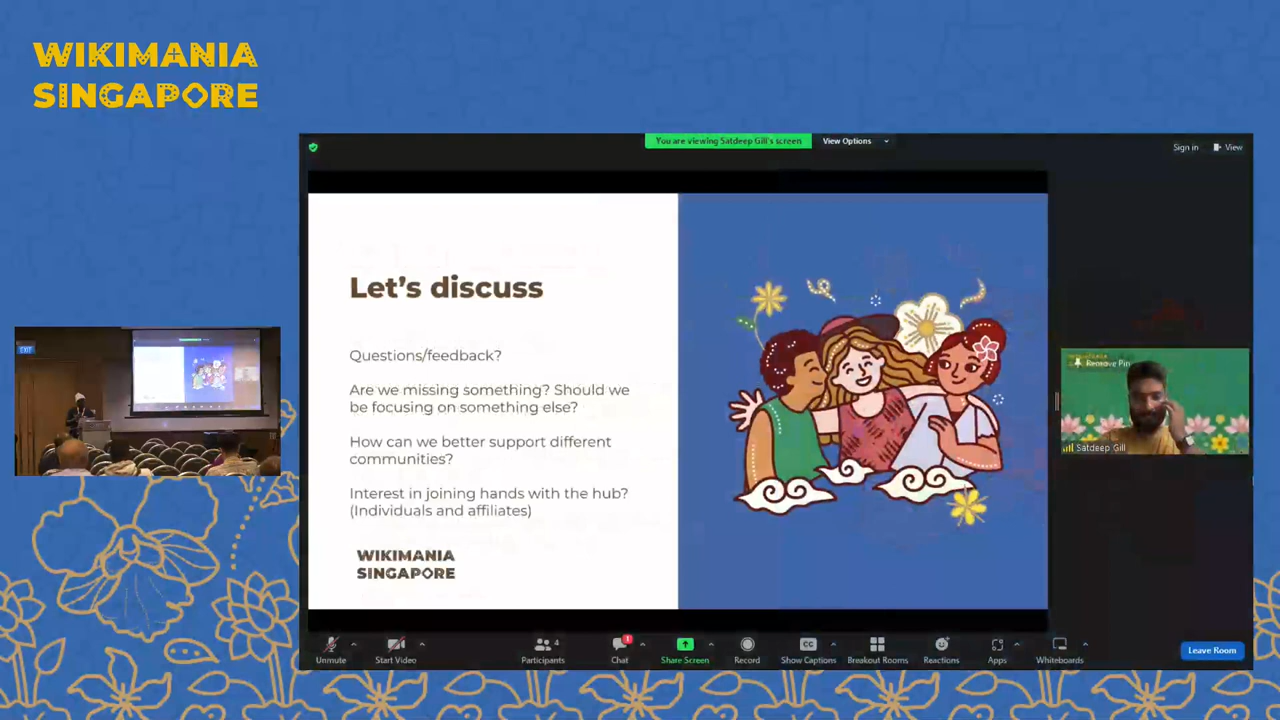 WIKIMANIA
SINGAPORE
You are viewing Satdeep Gill's screen
View Options
Sign in
View
Let's discuss
Questions/feedback?
Are we missing something? Should we
be focusing on something else?
How can we better support different
communities?
Interest in joining hands with the hub?
(Individuals and affiliates)
WIKIMANIA
SINGAPORE
EXIT
Remove Pin
Satdeep Gill
Unmute
Start Video
4
Participants
1
Chat
Share Screen
Record
CC
Show Captions
Breakout Rooms
Reactions
Apps
Whiteboards
Leave Room